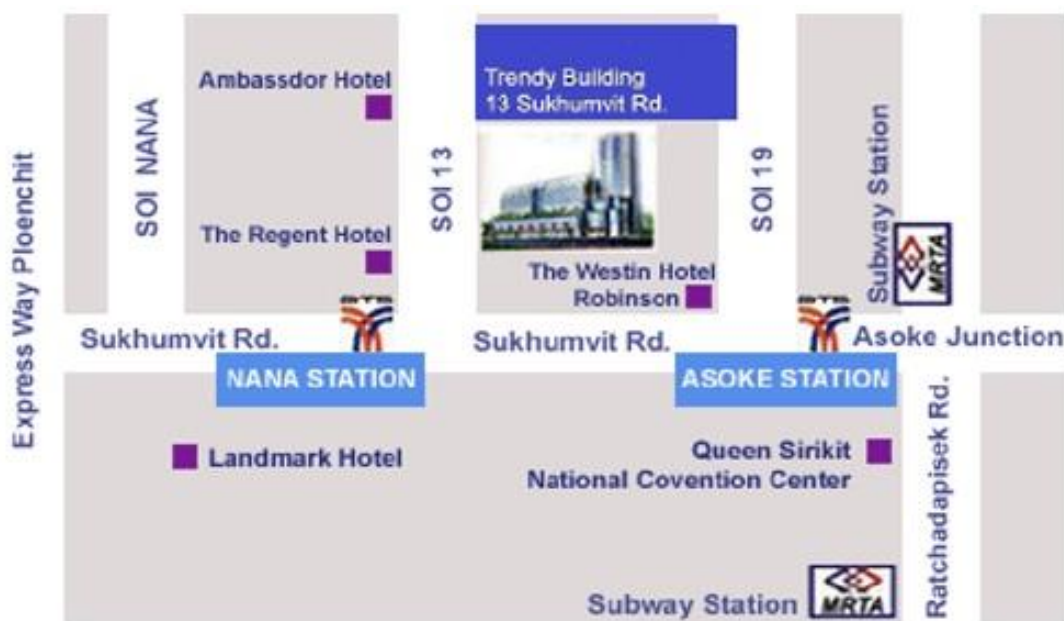 Ambassdor Hotel
Trendy Building
13 Sukhumvit Rd.
Express Way Ploenchit
SOI NANA
The Regent Hotel
SOI 13
SOI 19
Subway Station
MRTA
The Westin Hotel
Robinson
BTS
BTS
Sukhumvit Rd.
Sukhumvit Rd.
Asoke Junction
NANA STATION
ASOKE STATION
Landmark Hotel
Queen Sirikit
National Covention Center
Ratchadapisek Rd.
Subway Station
MRTA